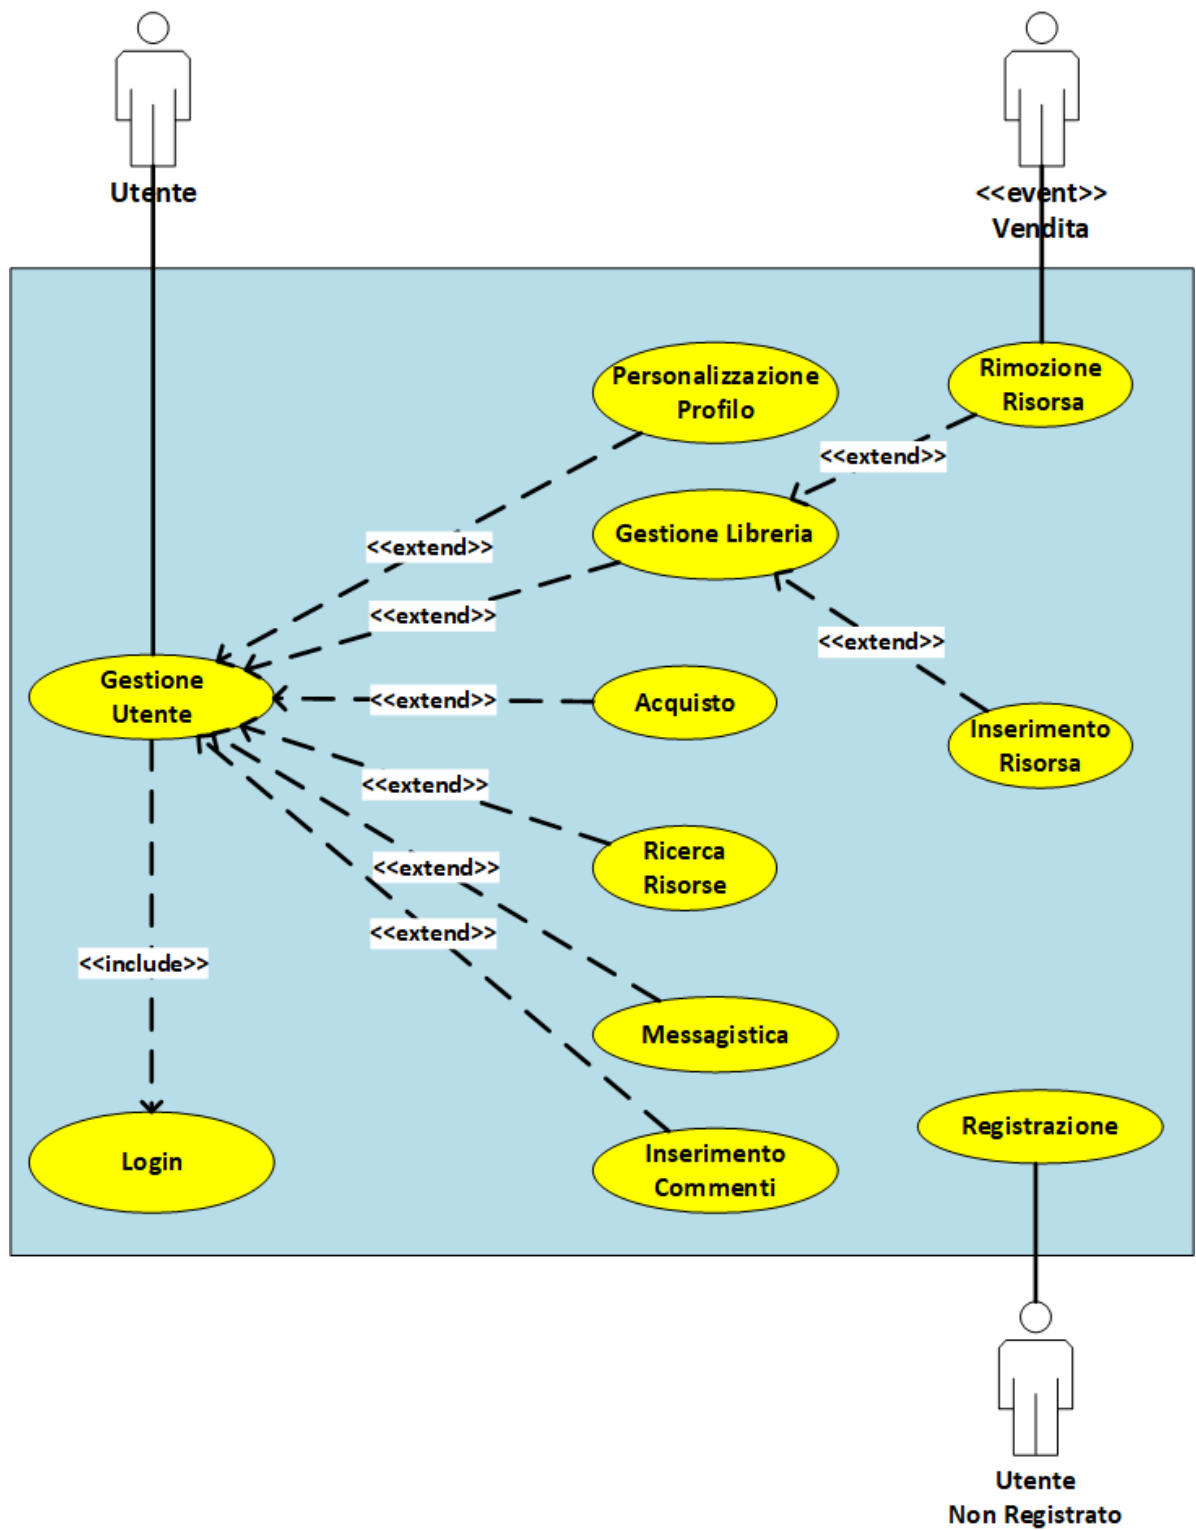 Utente
<<event>>
Vendita
Personalizzazione
Profilo
Rimozione
Risorsa
<<extend>>
Gestione Libreria
<<extend>>
<<extend>>
<<extend>>
Gestione
Utente
<<extend>>
Acquisto
Inserimento
Risorsa
<<extend>>
Ricerca
Risorse
<<extend>>
<<extend>>
<<include>>
Messagistica
Registrazione
Login
Inserimento
Commenti
Utente
Non Registrato